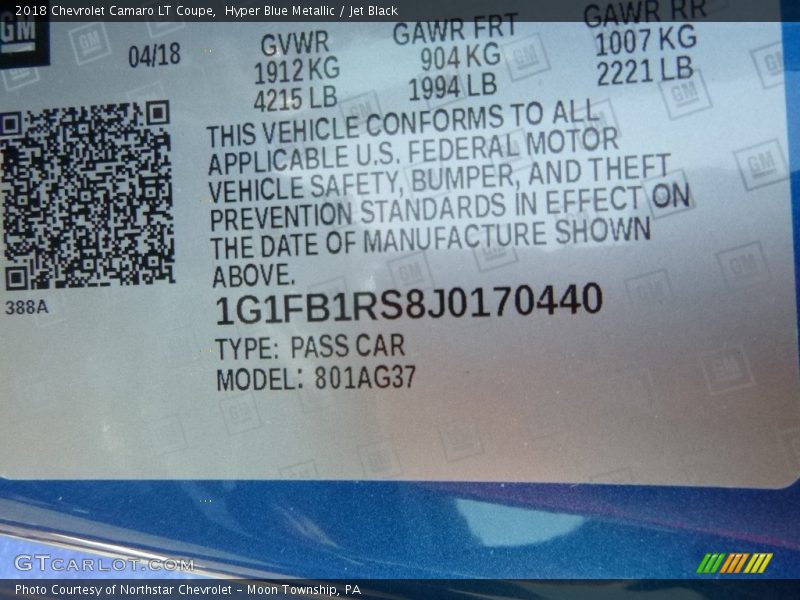 2018 Chevrolet Camaro LT Coupe,  Hyper Blue Metallic / Jet Black
GM
04/18
GVWR
1912 KG
4215 LB
GAWR FRT
904 KG
1994 LB
GAWR RR
1007 KG
2221 LB
THIS VEHICLE CONFORMS TO ALL
APPLICABLE U.S. FEDERAL MOTOR
VEHICLE SAFETY, BUMPER, AND THEFT
PREVENTION STANDARDS IN EFFECT ON
THE DATE OF MANUFACTURE SHOWN
ABOVE.
388A
1G1FB1RS8J0170440
TYPE: PASS CAR
MODEL: 801AG37
GTcarlot.com
Photo Courtesy of Northstar Chevrolet - Moon Township, PA